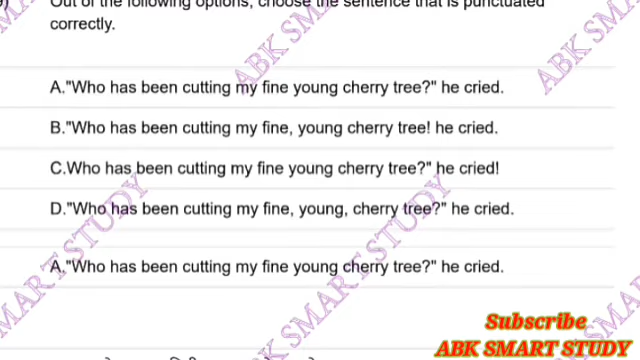 Out of the following options, choose the sentence that is punctuated
correctly.
A."Who has been cutting my fine young cherry tree?" he cried.
B."Who has been cutting my fine, young cherry tree! he cried.
C.Who has been cutting my fine young cherry tree?" he cried!
D."Who has been cutting my fine, young, cherry tree?" he cried.
A."Who has been cutting my fine young cherry tree?" he cried.
Subscribe
ABK SMART STUDY